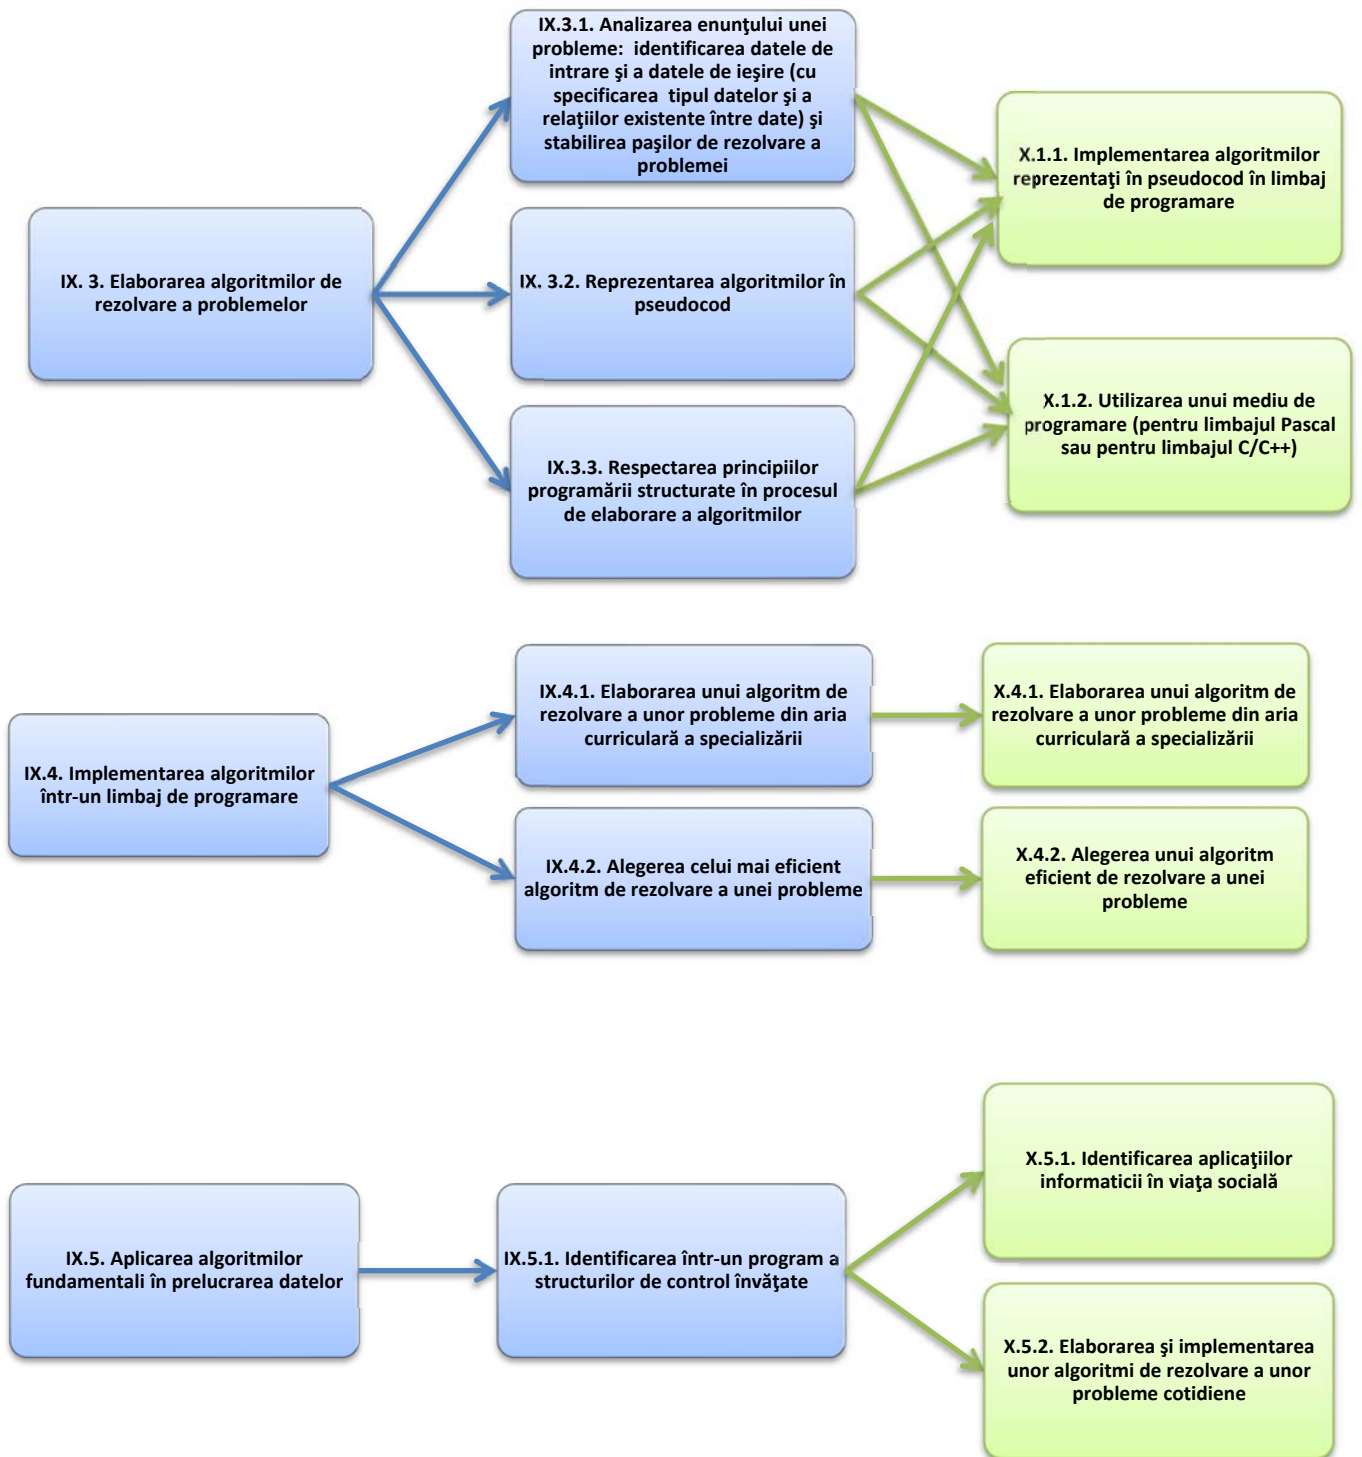 IX.3.1. Analizarea enunţului unei
probleme:  identificarea datele de
intrare şi a datele de ieşire (cu
specificarea  tipul datelor şi a
relaţiilor existente între date) şi
stabilirea paşilor de rezolvare a
problemei
X.1.1. Implementarea algoritmilor
reprezentaţi în pseudocod în limbaj
de programare
IX. 3. Elaborarea algoritmilor de
rezolvare a problemelor
IX. 3.2. Reprezentarea algoritmilor în
pseudocod
X.1.2. Utilizarea unui mediu de
programare (pentru limbajul Pascal
sau pentru limbajul C/C++)
IX.3.3. Respectarea principiilor
programării structurate în procesul
de elaborare a algoritmilor
IX.4.1. Elaborarea unui algoritm de
rezolvare a unor probleme din aria
curriculară a specializării
X.4.1. Elaborarea unui algoritm de
rezolvare a unor probleme din aria
curriculară a specializării
IX.4. Implementarea algoritmilor
într-un limbaj de programare
IX.4.2. Alegerea celui mai eficient
algoritm de rezolvare a unei probleme
X.4.2. Alegerea unui algoritm
eficient de rezolvare a unei
probleme
X.5.1. Identificarea aplicaţiilor
informaticii în viaţa socială
IX.5. Aplicarea algoritmilor
fundamentali în prelucrarea datelor
IX.5.1. Identificarea într-un program a
structurilor de control învăţate
X.5.2. Elaborarea şi implementarea
unor algoritmi de rezolvare a unor
probleme cotidiene